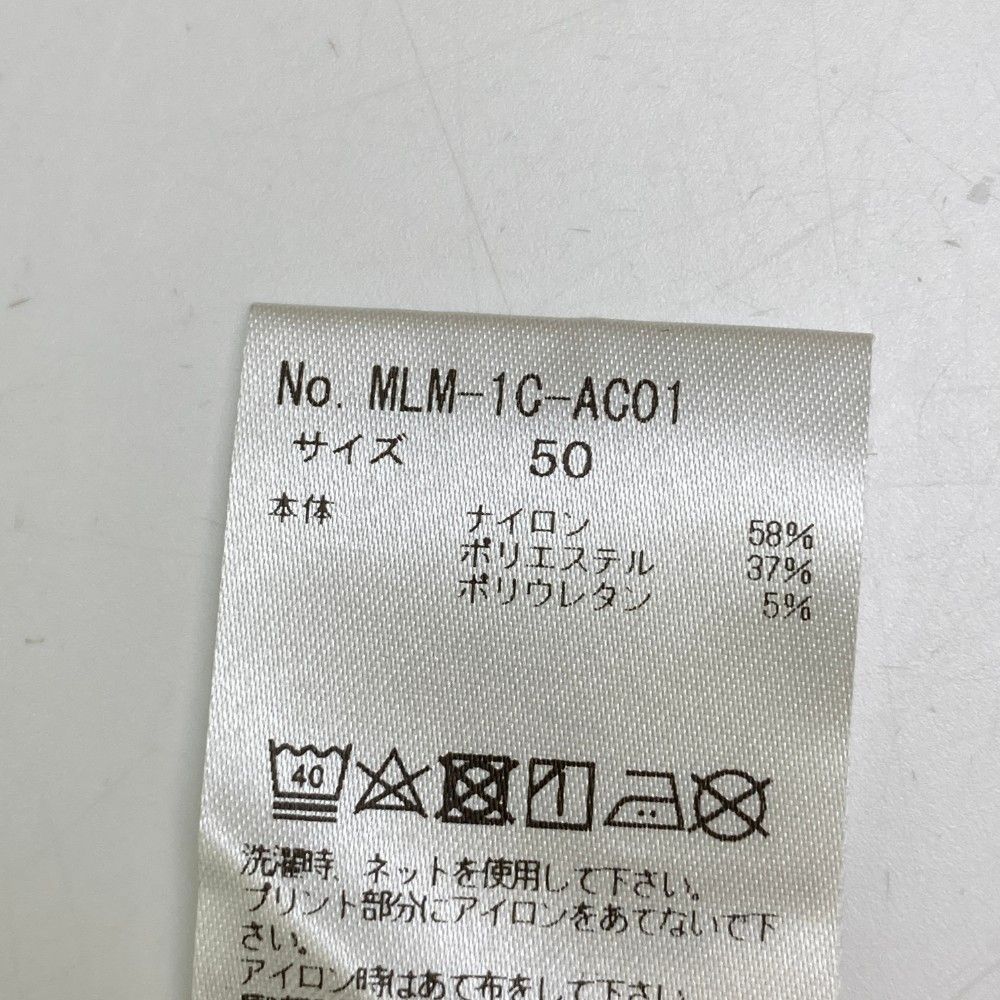 No. MLM-1C-AC01
サイズ 50
本体 ナイロン 58%
ポリエステル 37%
ポリウレタン 5%
40
洗濯時、ネットを使用して下さい。
プリント部分にアイロンをあてないで下
さい。
アイロン時はあて布をして下さい。